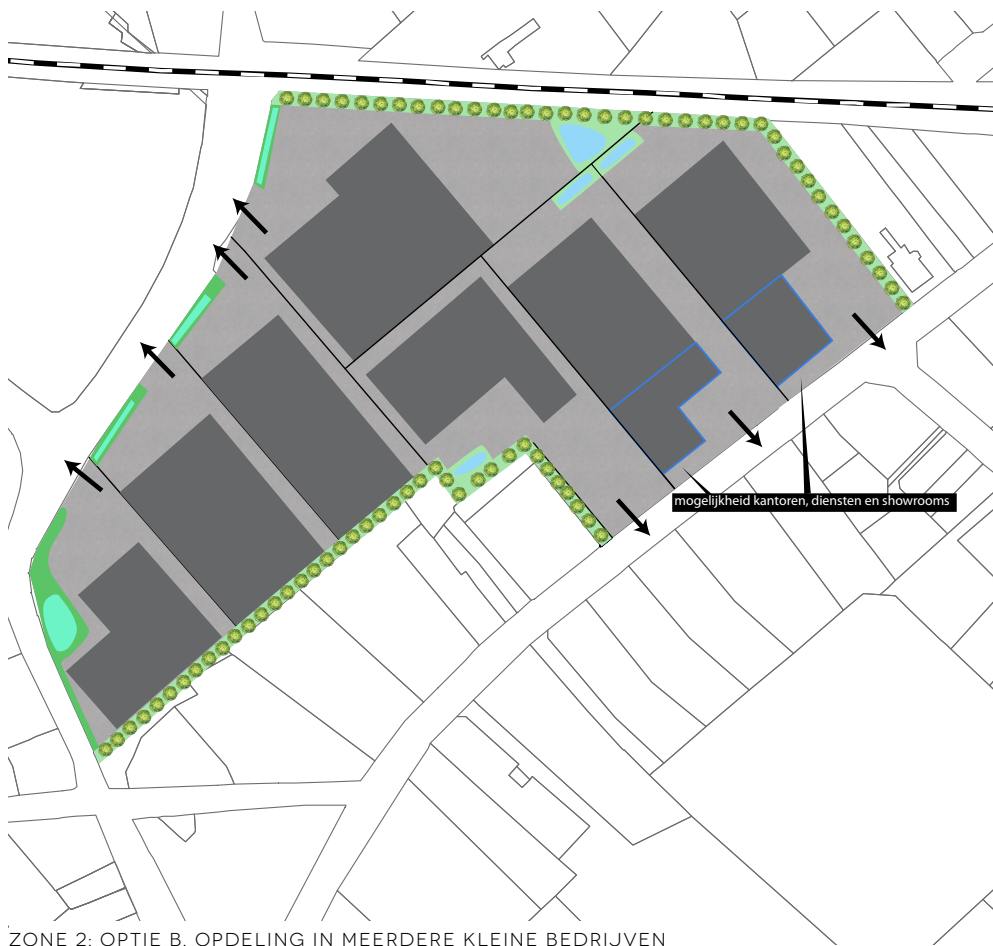 mogelijkheid kantoren, diensten en showrooms
ZONE 2: OPTIE B. OPDELING IN MEERDERE KLEINE BEDRIJVEN